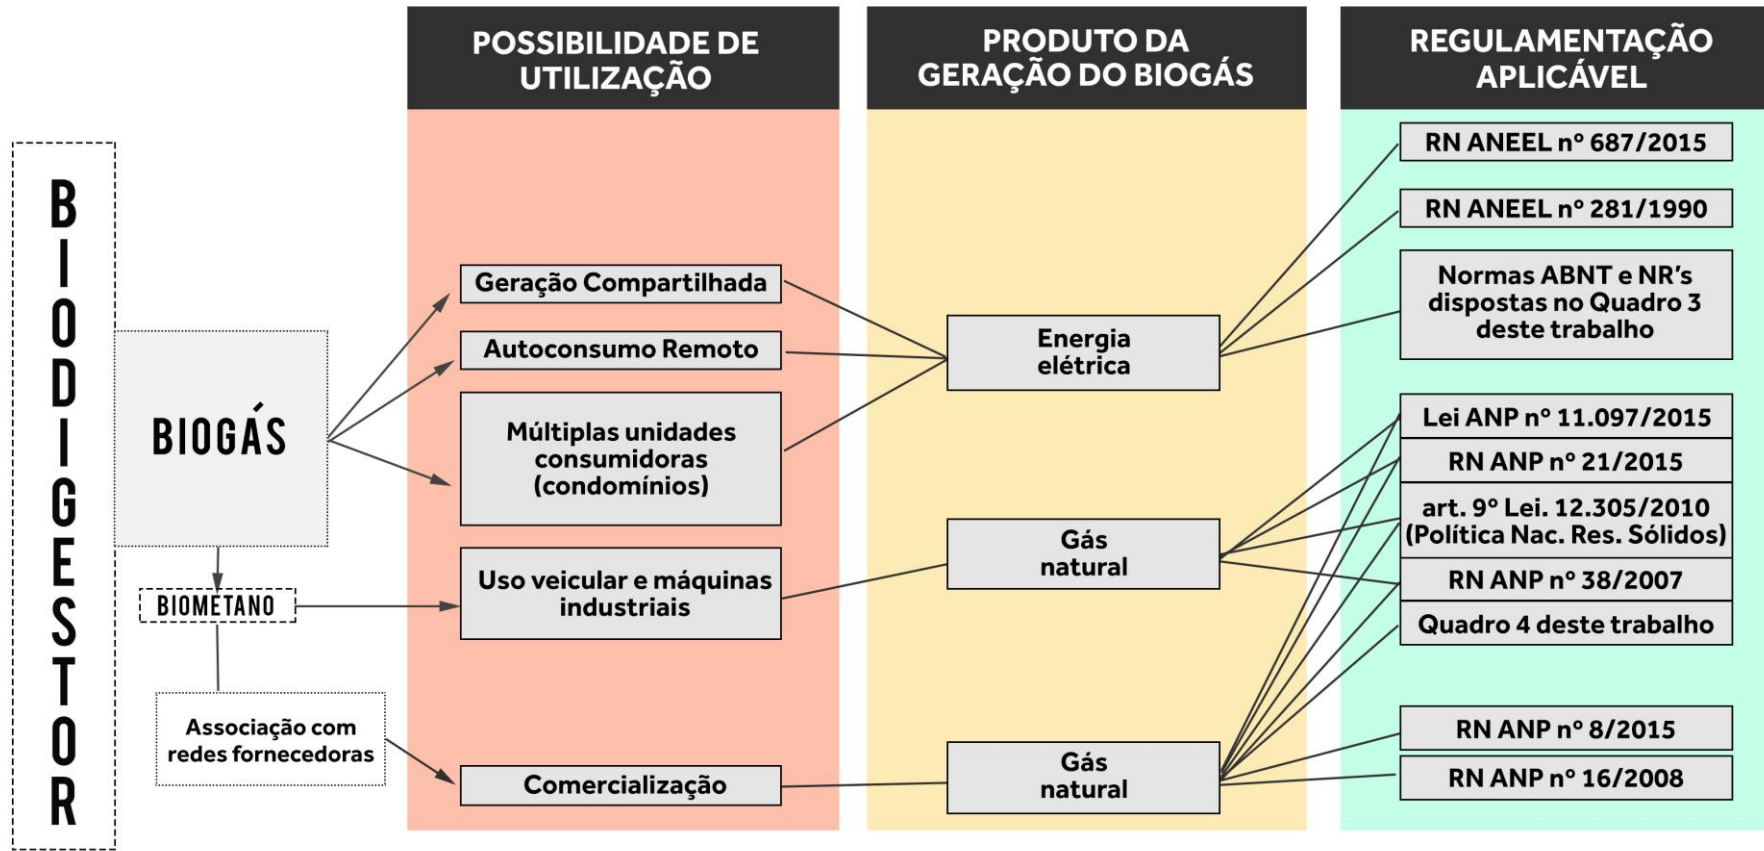 POSSIBILIDADE DE
UTILIZAÇÃO
PRODUTO DA
GERAÇÃO DO BIOGÁS
REGULAMENTAÇÃO
APLICÁVEL
BIODIGESTOR
BIOGÁS
BIOMETANO
Associação com
redes fornecedoras
Geração Compartilhada
Autoconsumo Remoto
Múltiplas unidades
consumidoras
(condomínios)
Uso veicular e máquinas
industriais
Comercialização
Energia
elétrica
Gás
natural
Gás
natural
RN ANEEL nº 687/2015
RN ANEEL nº 281/1990
Normas ABNT e NR’s
dispostas no Quadro 3
deste trabalho
Lei ANP nº 11.097/2015
RN ANP nº 21/2015
art. 9º Lei. 12.305/2010
(Política Nac. Res. Sólidos)
RN ANP nº 38/2007
Quadro 4 deste trabalho
RN ANP nº 8/2015
RN ANP nº 16/2008